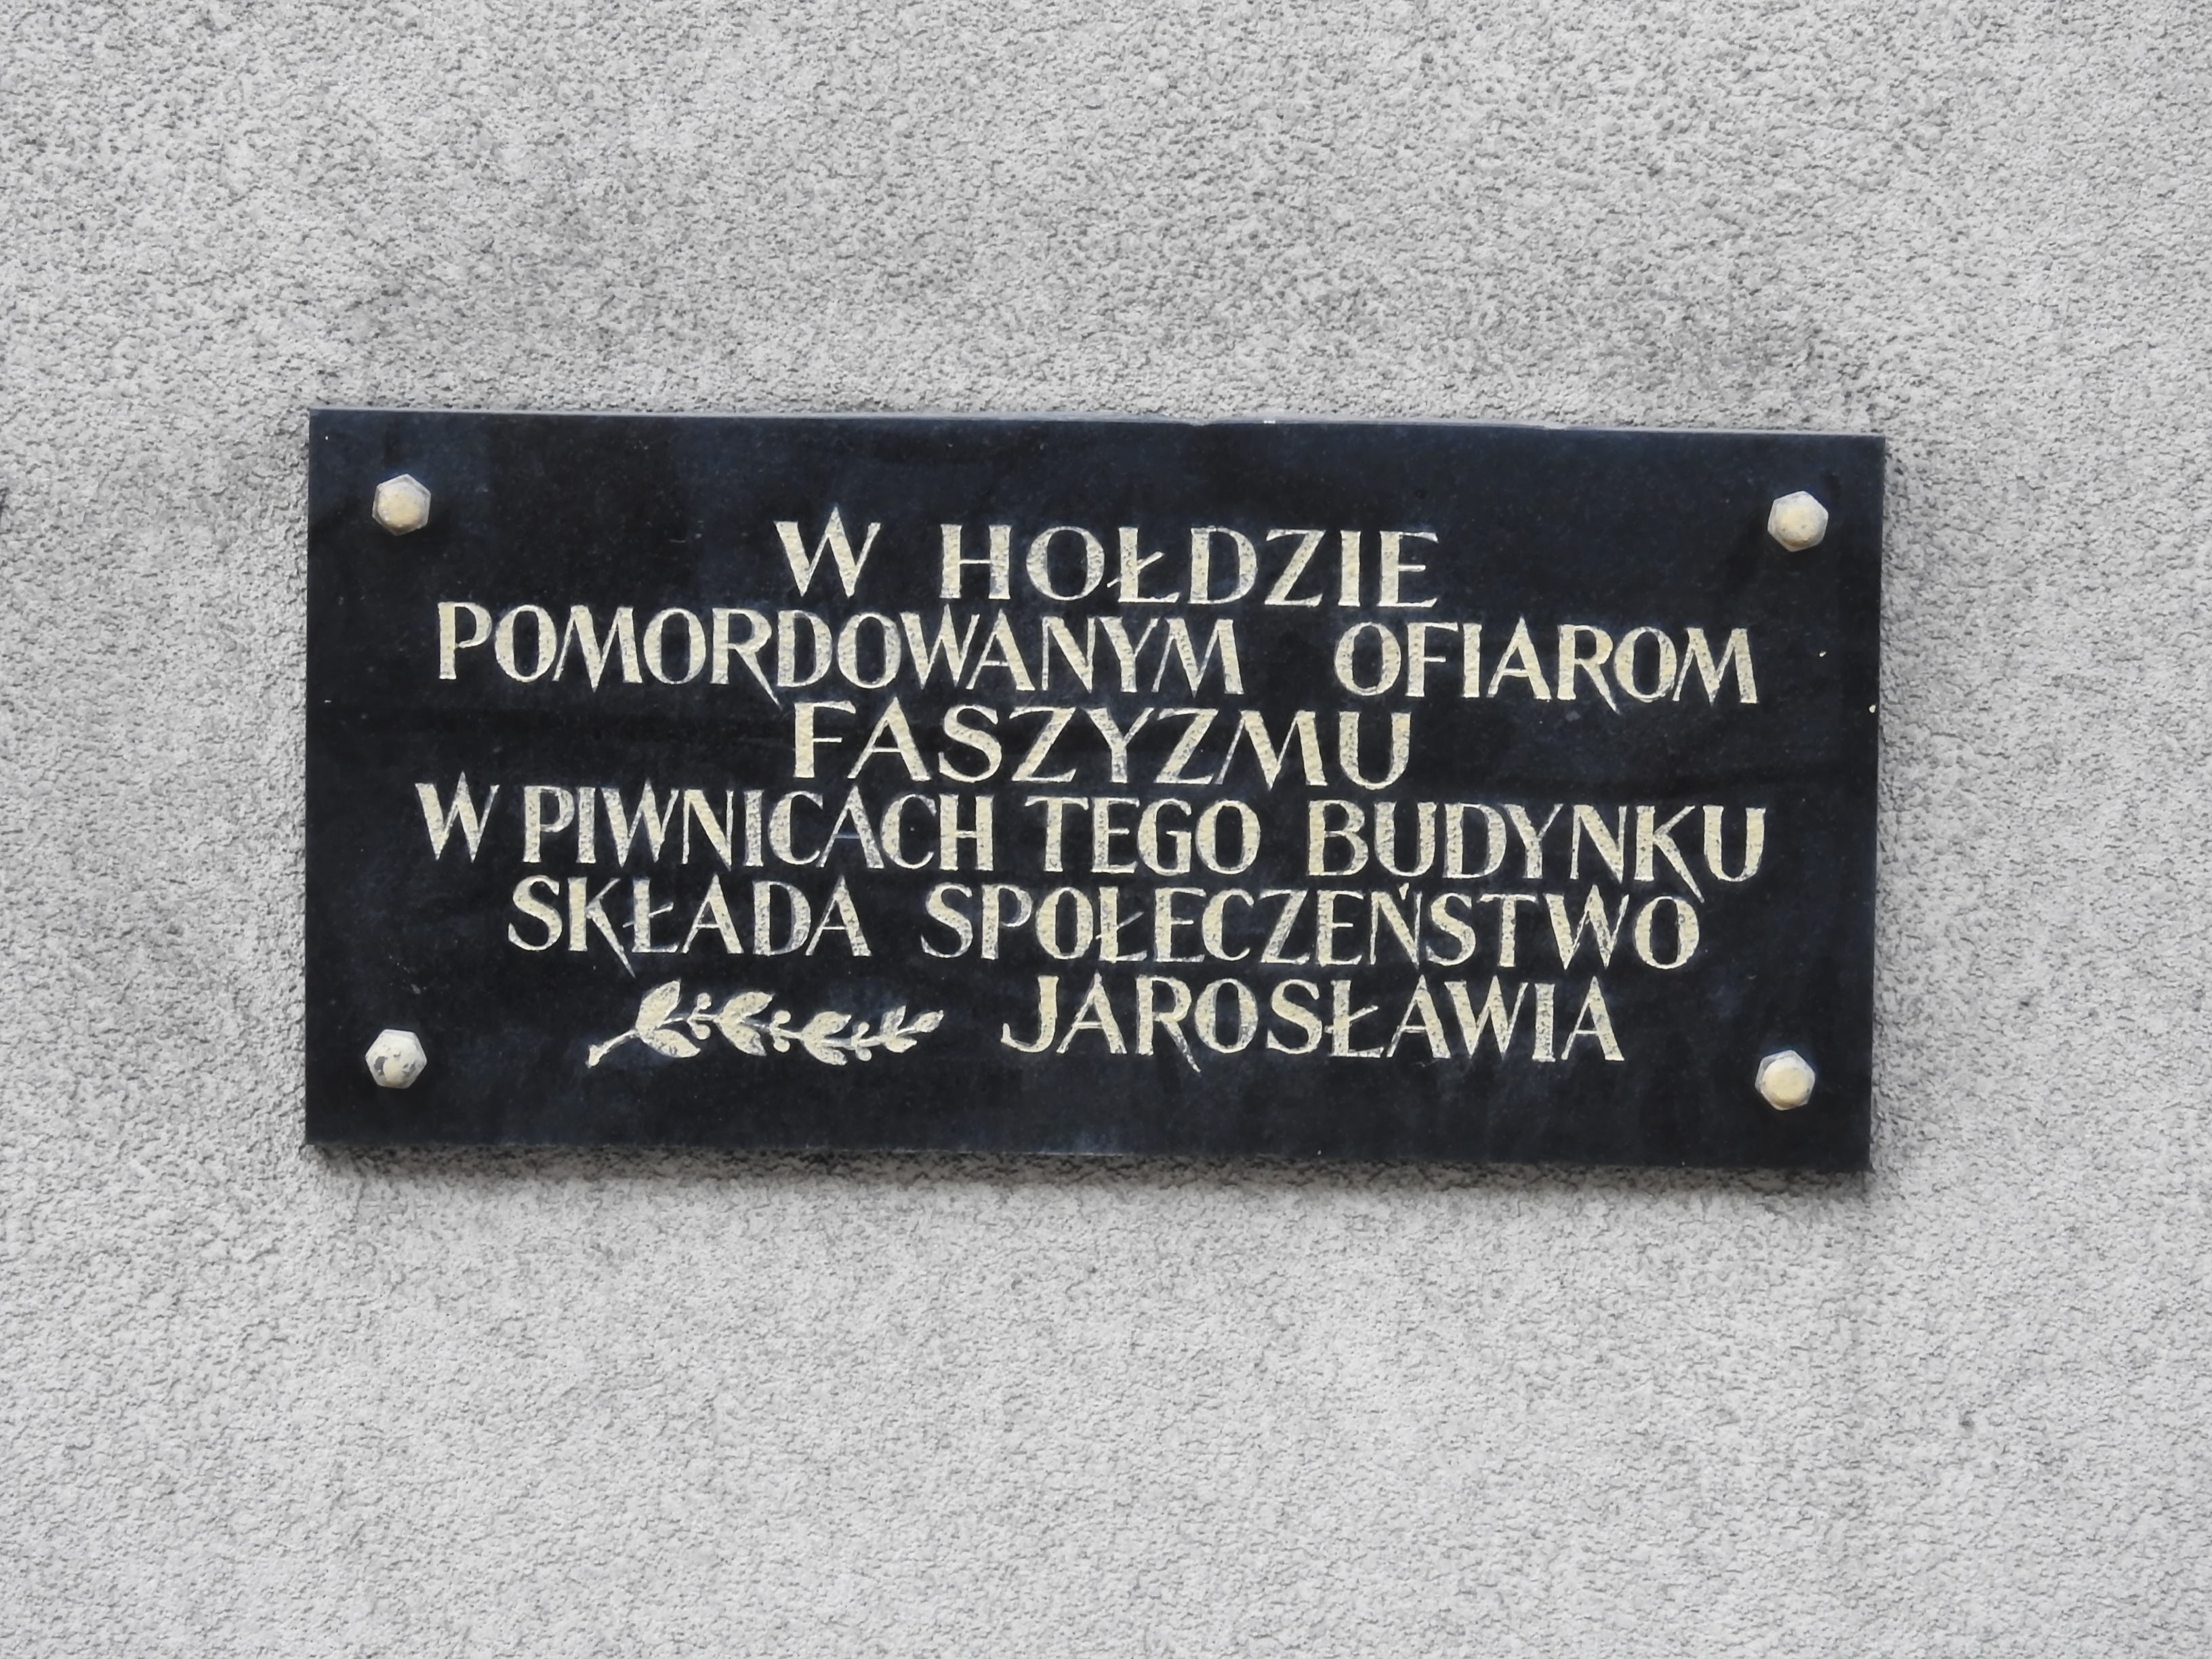 W HOŁDZIE
POMORDOWANYM OFIAROM
FASZYZMU
W PIWNICACH TEGO BUDYNKU
SKŁADA SPOŁECZEŃSTWO
JAROSŁAWIA